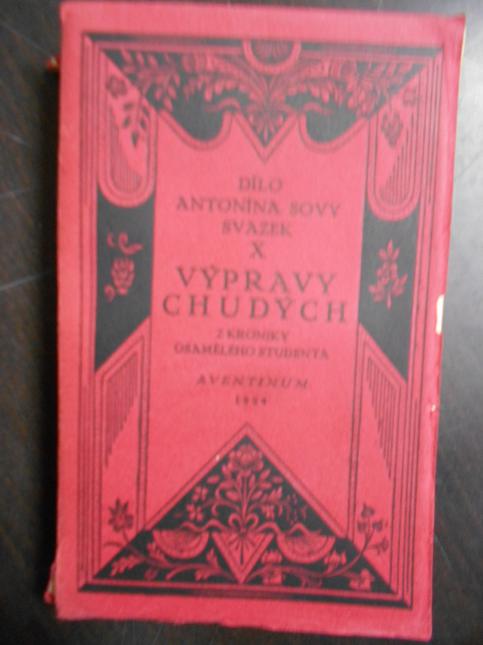 DÍLO
ANTONÍNA SOVY
SVAZEK
X
VÝPRAVY
CHUDÝCH
Z KRONIKY
OSAMĚLÉHO STUDENTA
AVENTINUM
1924